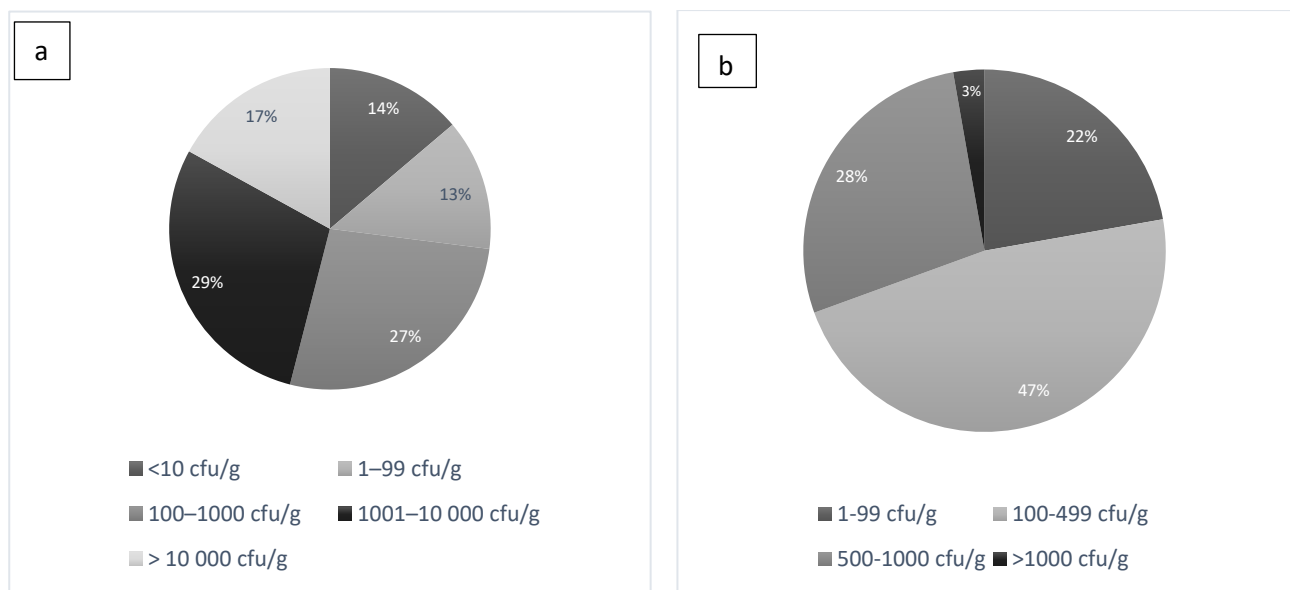 a
14%
17%
13%
29%
27%
<10 cfu/g 1–99 cfu/g
100–1000 cfu/g 1001–10 000 cfu/g
> 10 000 cfu/g
b
3%
22%
28%
47%
1-99 cfu/g 100-499 cfu/g
500-1000 cfu/g >1000 cfu/g